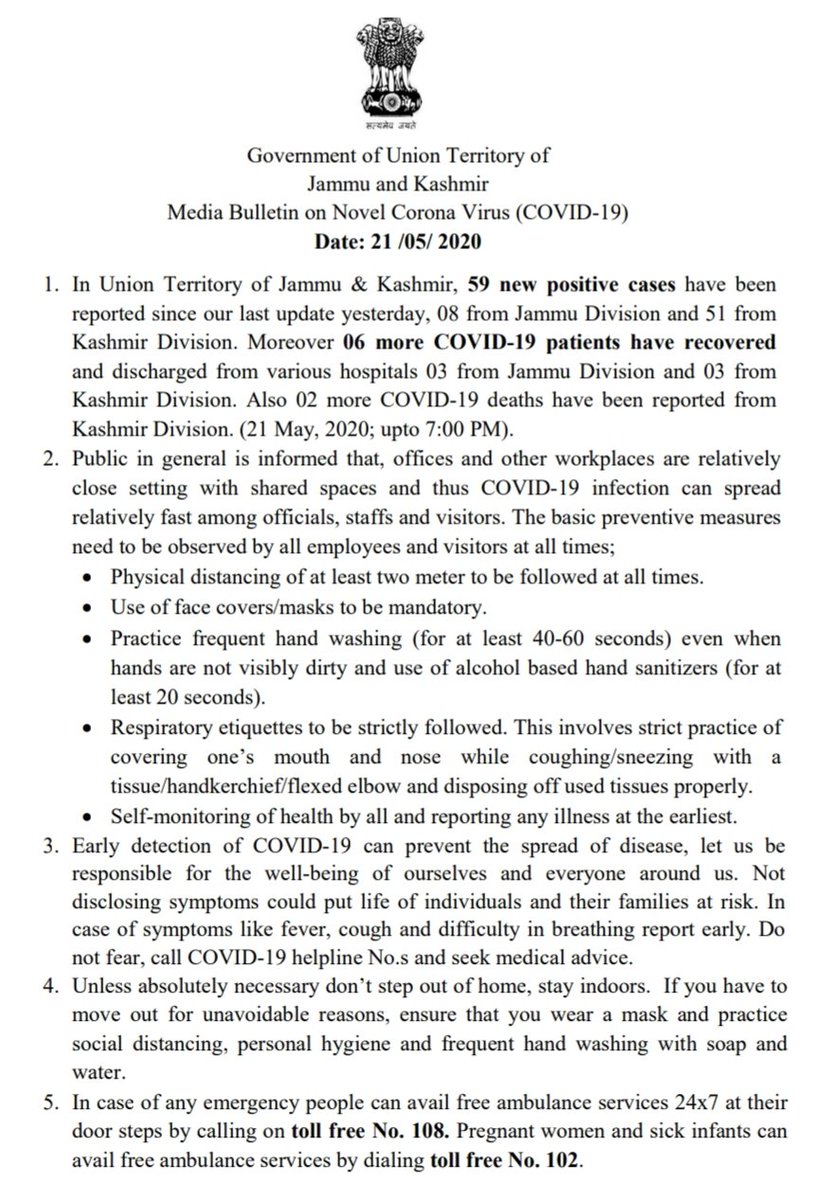 सत्यमेव जयते
Government of Union Territory of
Jammu and Kashmir
Media Bulletin on Novel Corona Virus (COVID-19)
Date: 21 /05/ 2020
1. In Union Territory of Jammu & Kashmir, 59 new positive cases have been
reported since our last update yesterday, 08 from Jammu Division and 51 from
Kashmir Division. Moreover 06 more COVID-19 patients have recovered
and discharged from various hospitals 03 from Jammu Division and 03 from
Kashmir Division. Also 02 more COVID-19 deaths have been reported from
Kashmir Division. (21 May, 2020; upto 7:00 PM).
2. Public in general is informed that, offices and other workplaces are relatively
close setting with shared spaces and thus COVID-19 infection can spread
relatively fast among officials, staffs and visitors. The basic preventive measures
need to be observed by all employees and visitors at all times;
• Physical distancing of at least two meter to be followed at all times.
• Use of face covers/masks to be mandatory.
• Practice frequent hand washing (for at least 40-60 seconds) even when
hands are not visibly dirty and use of alcohol based hand sanitizers (for at
least 20 seconds).
• Respiratory etiquettes to be strictly followed. This involves strict practice of
covering one's mouth and nose while coughing/sneezing with a
tissue/handkerchief/flexed elbow and disposing off used tissues properly.
• Self-monitoring of health by all and reporting any illness at the earliest.
3. Early detection of COVID-19 can prevent the spread of disease, let us be
responsible for the well-being of ourselves and everyone around us. Not
disclosing symptoms could put life of individuals and their families at risk. In
case of symptoms like fever, cough and difficulty in breathing report early. Do
not fear, call COVID-19 helpline No.s and seek medical advice.
4. Unless absolutely necessary don't step out of home, stay indoors. If you have to
move out for unavoidable reasons, ensure that you wear a mask and practice
social distancing, personal hygiene and frequent hand washing with soap and
water.
5. In case of any emergency people can avail free ambulance services 24x7 at their
door steps by calling on toll free No. 108. Pregnant women and sick infants can
avail free ambulance services by dialing toll free No. 102.